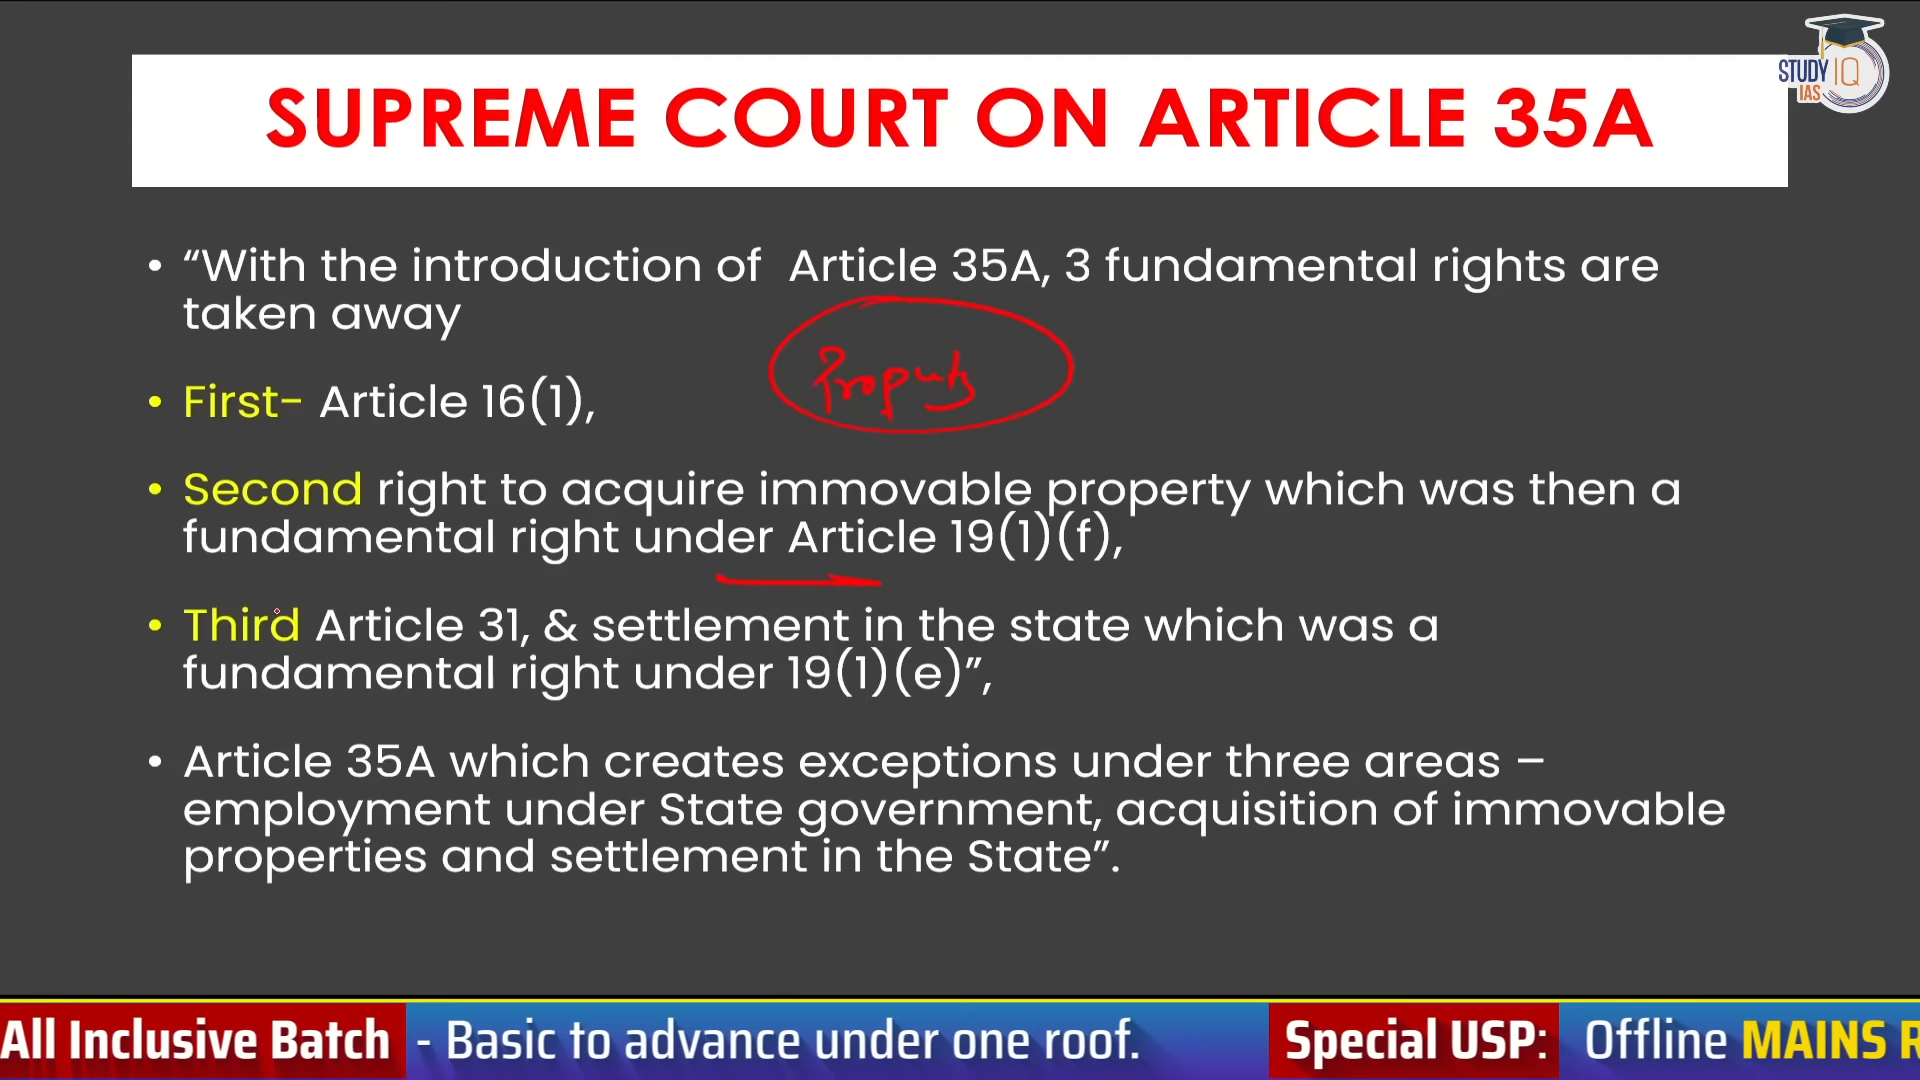 STUDY IQ
IAS
SUPREME COURT ON ARTICLE 35A
• “With the introduction of Article 35A, 3 fundamental rights are
taken away
Property
• First- Article 16(1),
• Second right to acquire immovable property which was then a
fundamental right under Article 19(1)(f),
• Third Article 31, & settlement in the state which was a
fundamental right under 19(1)(e)”,
• Article 35A which creates exceptions under three areas –
employment under State government, acquisition of immovable
properties and settlement in the State”.
All Inclusive Batch - Basic to advance under one roof. Special USP: Offline MAINS R